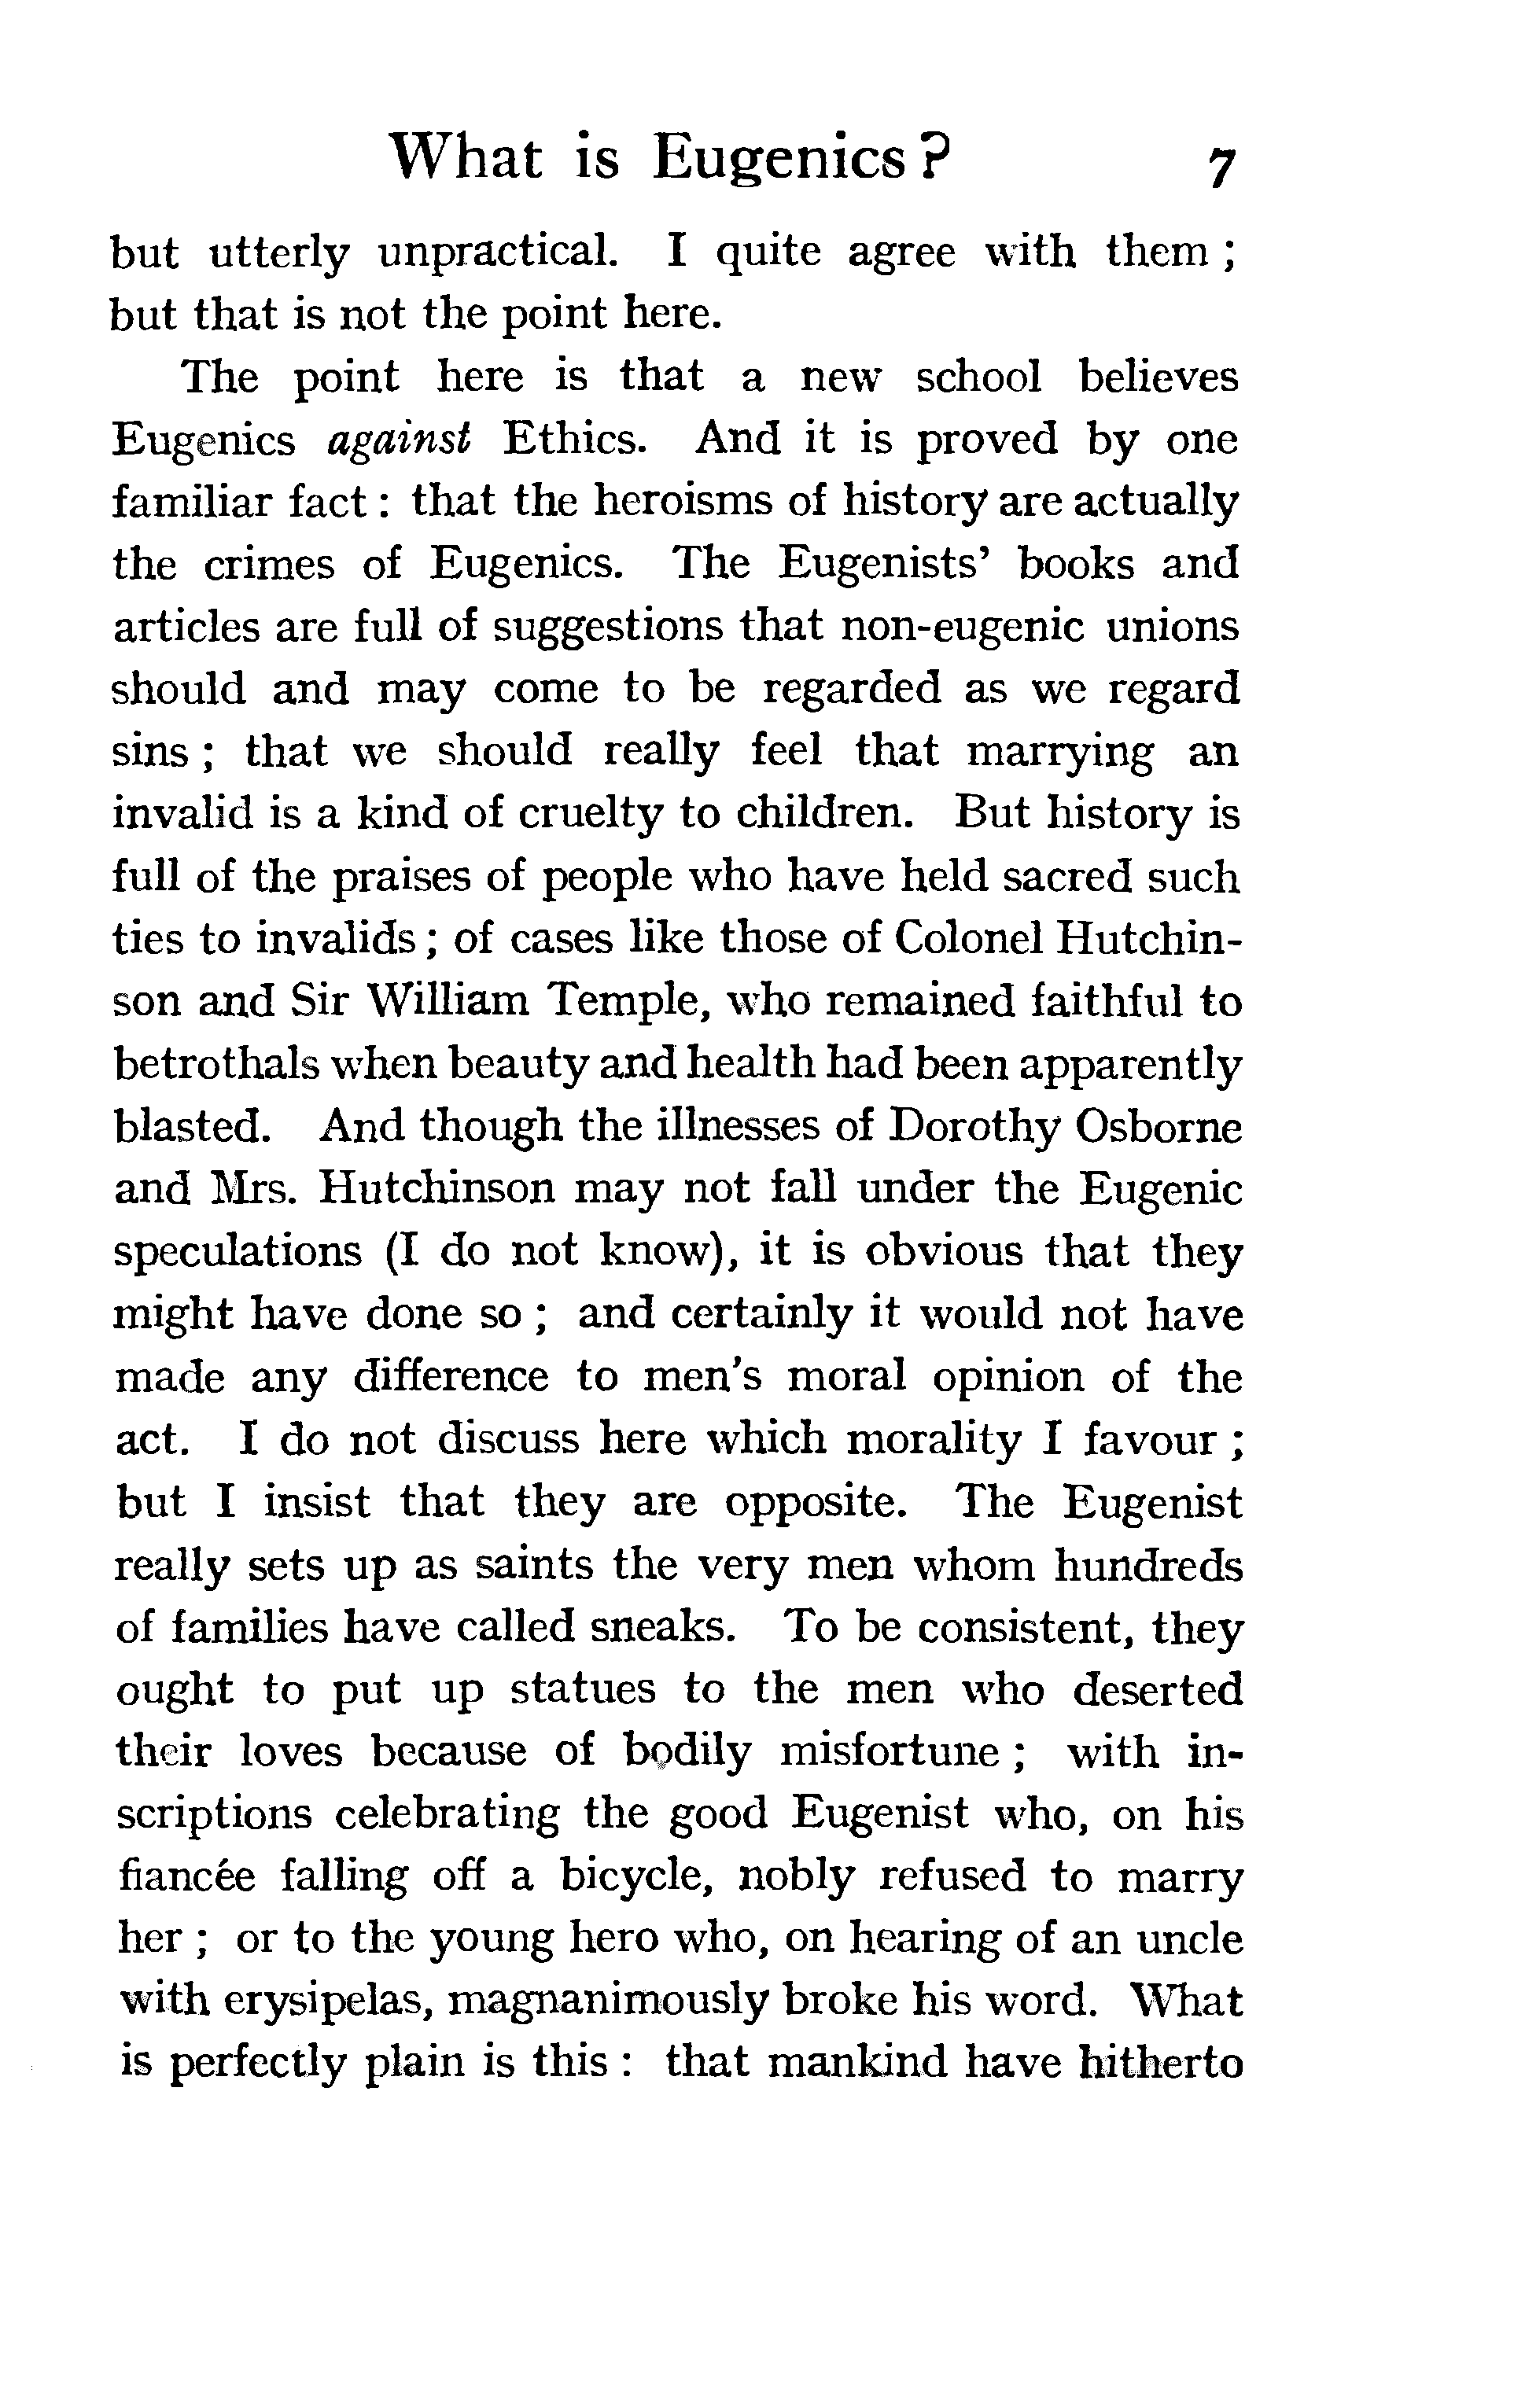 What is Eugenics? 7
but utterly unpractical. I quite agree with them ;
but that is not the point here.
The point here is that a new school believes
Eugenics against Ethics. And it is proved by one
familiar fact : that the heroisms of history are actually
the crimes of Eugenics. The Eugenists’ books and
articles are full of suggestions that non-eugenic unions
should and may come to be regarded as we regard
sins ; that we should really feel that marrying an
invalid is a kind of cruelty to children. But history is
full of the praises of people who have held sacred such
ties to invalids ; of cases like those of Colonel Hutchin-
son and Sir William Temple, who remained faithful to
betrothals when beauty and health had been apparently
blasted. And though the illnesses of Dorothy Osborne
and Mrs. Hutchinson may not fall under the Eugenic
speculations (I do not know), it is obvious that they
might have done so ; and certainly it would not have
made any difference to men’s moral opinion of the
act. I do not discuss here which morality I favour ;
but I insist that they are opposite. The Eugenist
really sets up as saints the very men whom hundreds
of families have called sneaks. To be consistent, they
ought to put up statues to the men who deserted
their loves because of bodily misfortune ; with in-
scriptions celebrating the good Eugenist who, on his
fiancée falling off a bicycle, nobly refused to marry
her ; or to the young hero who, on hearing of an uncle
with erysipelas, magnanimously broke his word. What
is perfectly plain is this : that mankind have hitherto